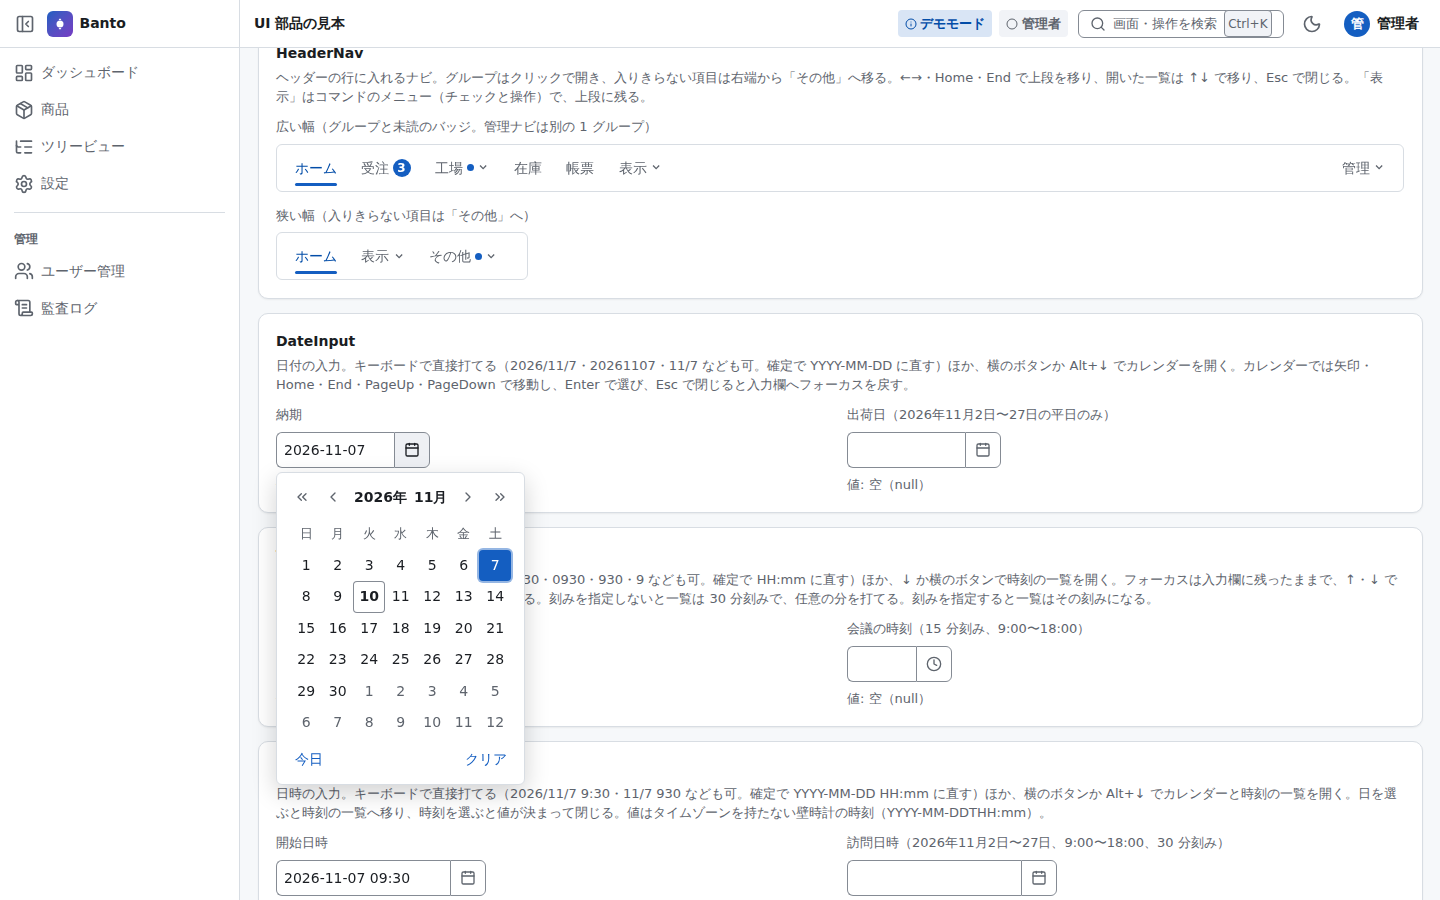 Banto
UI 部品の見本
デモモード
管理者
画面・操作を検索
Ctrl+K
管
管理者
ダッシュボード
商品
ツリービュー
設定
管理
ユーザー管理
監査ログ
HeaderNav
ヘッダーの行に入れるナビ。グループはクリックで開き、入りきらない項目は右端から「その他」へ移る。←→・Home・End で上段を移り、開いた一覧は ↑↓ で移り、Esc で閉じる。「表
示」はコマンドのメニュー（チェックと操作）で、上段に残る。
広い幅（グループと未読のバッジ。管理ナビは別の 1 グループ）
ホーム
受注 3
工場
在庫
帳票
表示
管理
狭い幅（入りきらない項目は「その他」へ）
ホーム
表示
その他
DateInput
日付の入力。キーボードで直接打てる（2026/11/7・20261107・11/7 なども可。確定で YYYY-MM-DD に直す）ほか、横のボタンか Alt+↓ でカレンダーを開く。カレンダーでは矢印・
Home・End・PageUp・PageDown で移動し、Enter で選び、Esc で閉じると入力欄へフォーカスを戻す。
納期
2026-11-07
出荷日（2026年11月2日〜27日の平日のみ）
値: 空（null）
2026年 11月
日 月 火 水 木 金 土
1 2 3 4 5 6 7
8 9 10 11 12 13 14
15 16 17 18 19 20 21
22 23 24 25 26 27 28
29 30 1 2 3 4 5
6 7 8 9 10 11 12
今日
クリア
30・0930・930・9 なども可。確定で HH:mm に直す）ほか、↓ か横のボタンで時刻の一覧を開く。フォーカスは入力欄に残ったままで、↑・↓ で
る。刻みを指定しないと一覧は 30 分刻みで、任意の分を打てる。刻みを指定すると一覧はその刻みになる。
会議の時刻（15 分刻み、9:00〜18:00）
値: 空（null）
日時の入力。キーボードで直接打てる（2026/11/7 9:30・11/7 930 なども可。確定で YYYY-MM-DD HH:mm に直す）ほか、横のボタンか Alt+↓ でカレンダーと時刻の一覧を開く。日を選
ぶと時刻の一覧へ移り、時刻を選ぶと値が決まって閉じる。値はタイムゾーンを持たない壁時計の時刻（YYYY-MM-DDTHH:mm）。
開始日時
2026-11-07 09:30
訪問日時（2026年11月2日〜27日、9:00〜18:00、30 分刻み）